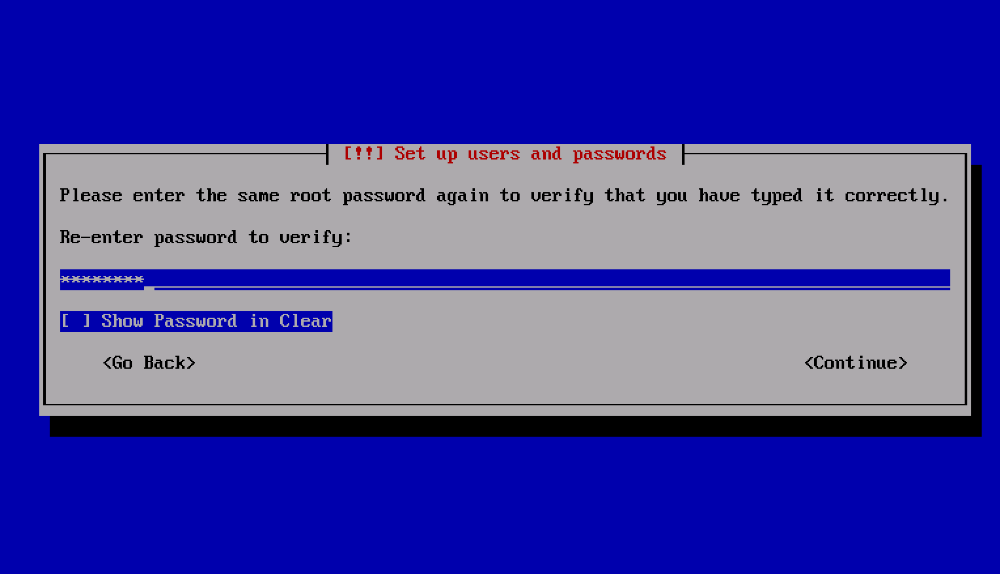 [!!] Set up users and passwords
Please enter the same root password again to verify that you have typed it correctly.
Re-enter password to verify:
********
[ ] Show Password in Clear
<Go Back> <Continue>